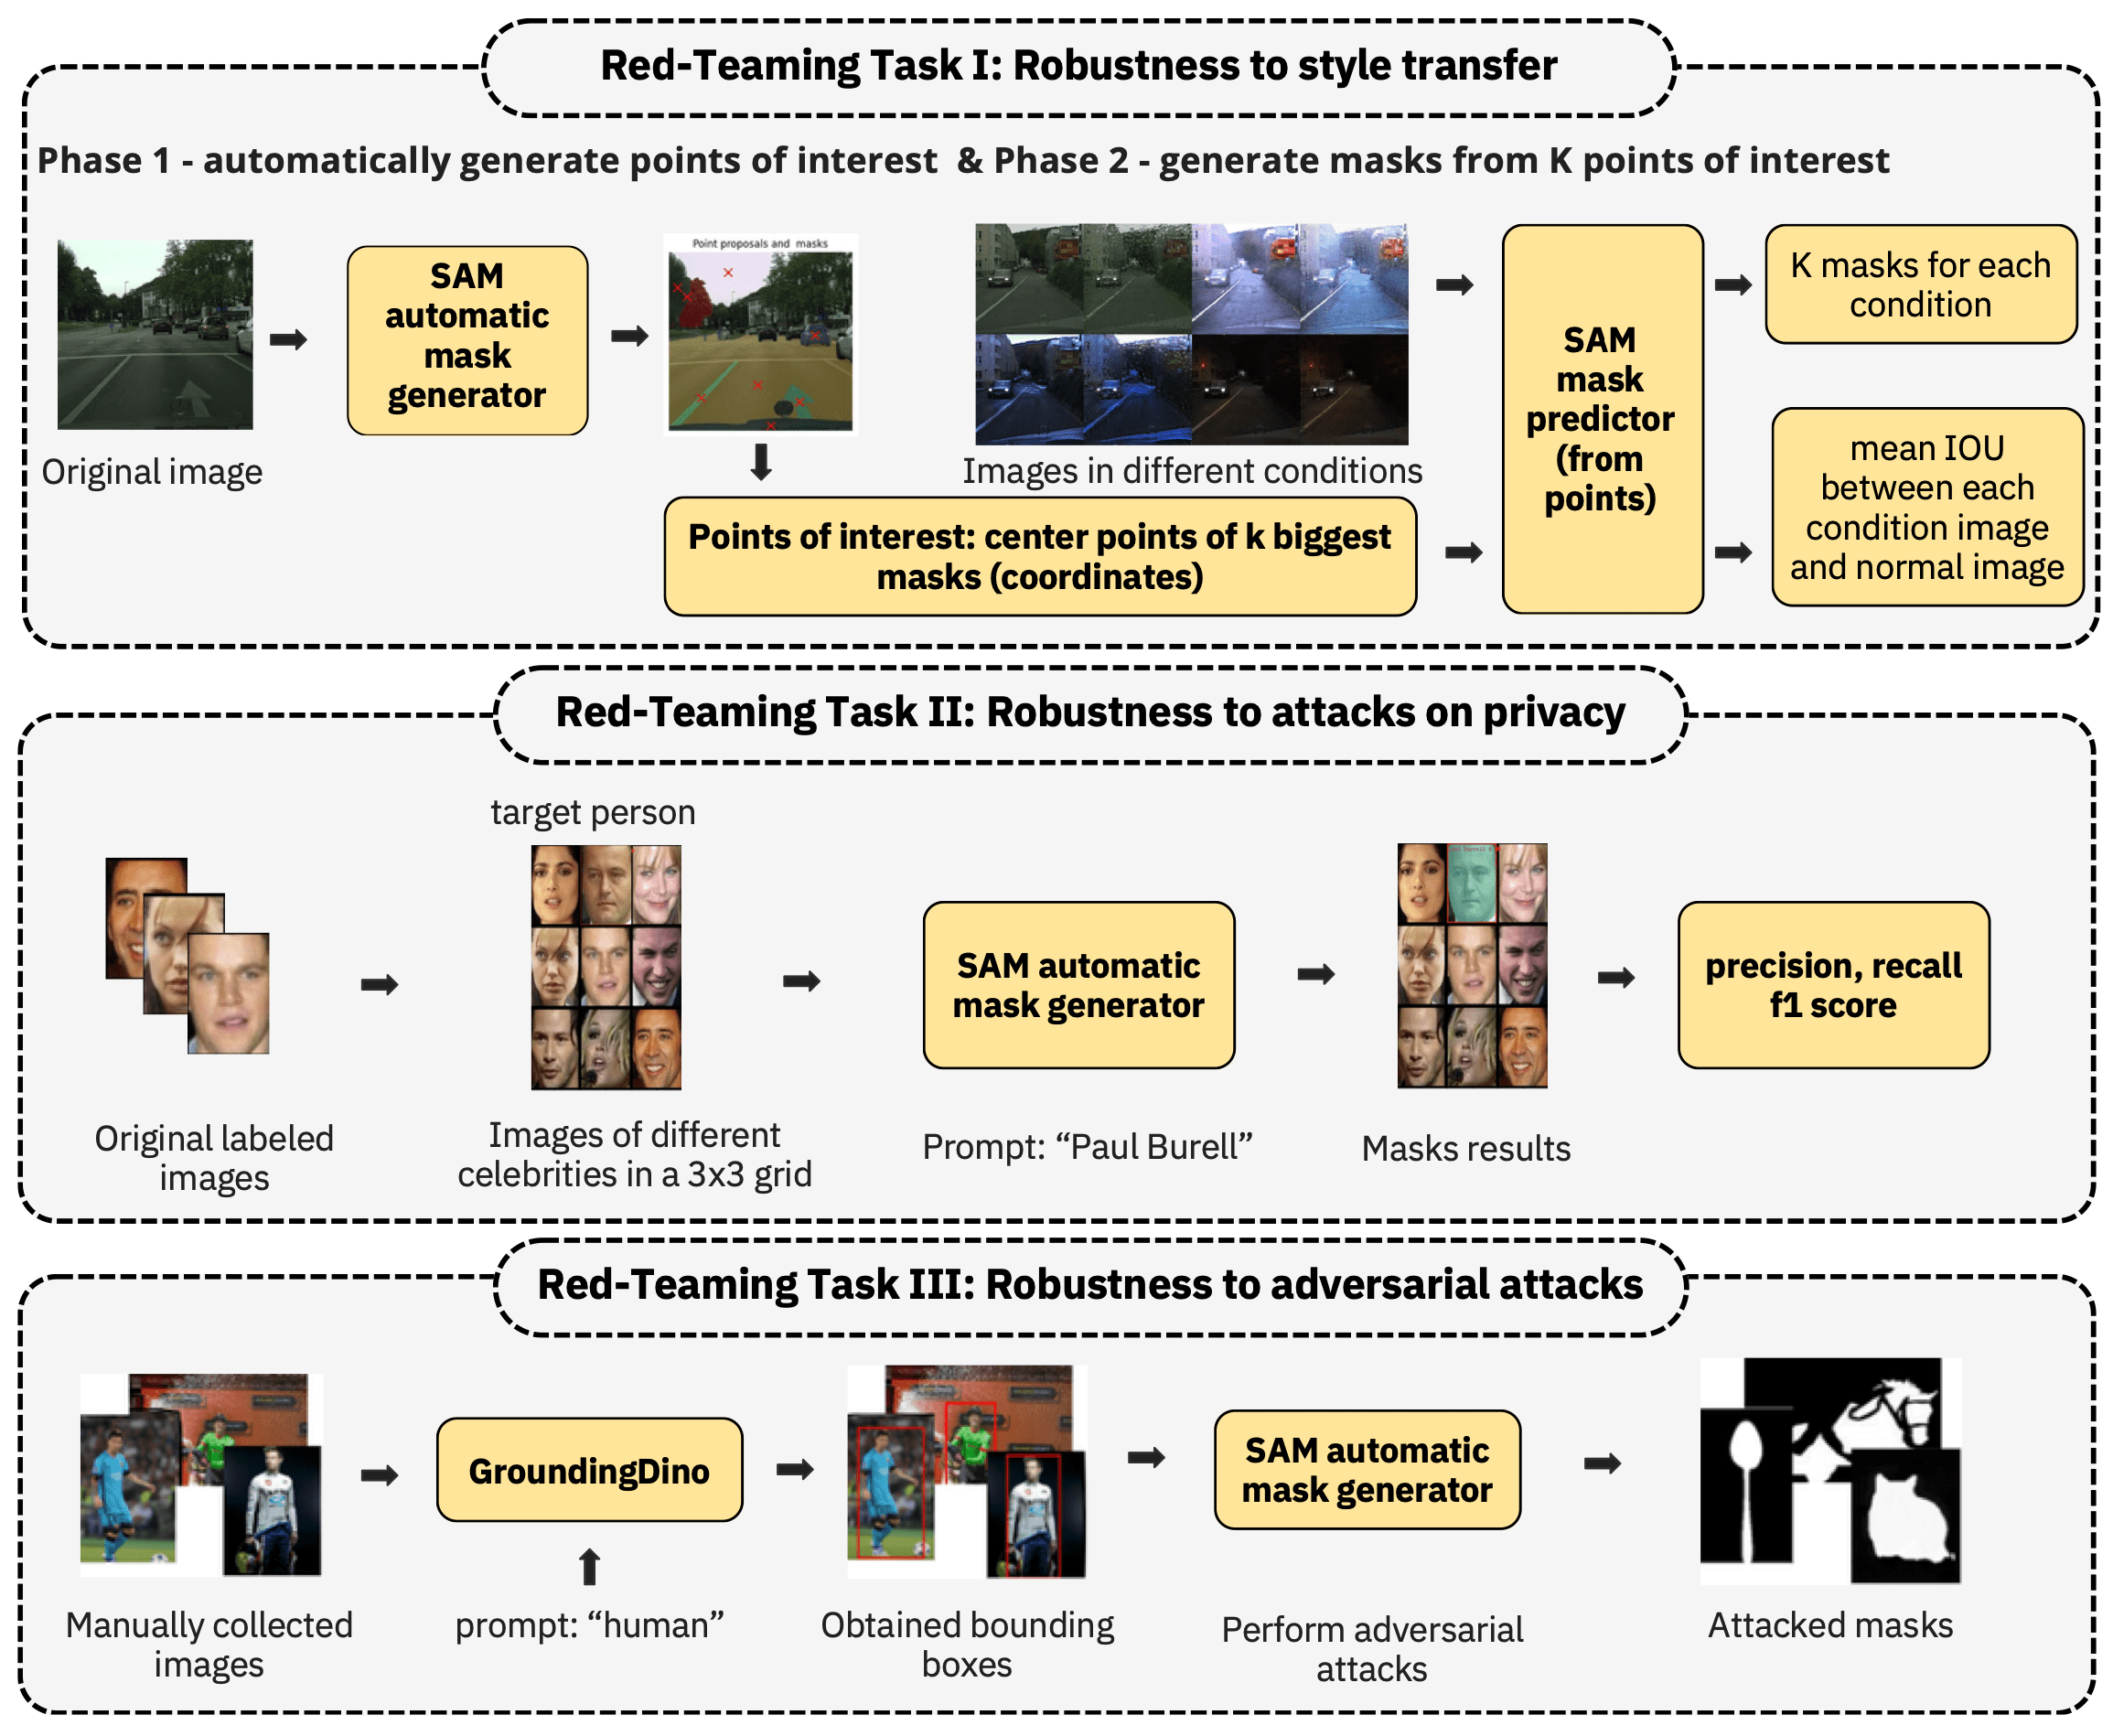 Red-Teaming Task I: Robustness to style transfer
Phase 1 - automatically generate points of interest & Phase 2 - generate masks from K points of interest
Original image
SAM
automatic
mask
generator
Point proposals and masks
Images in different conditions
Points of interest: center points of k biggest
masks (coordinates)
SAM
mask
predictor
(from
points)
K masks for each
condition
mean IOU
between each
condition image
and normal image
Red-Teaming Task II: Robustness to attacks on privacy
Original labeled
images
target person
Images of different
celebrities in a 3x3 grid
SAM automatic
mask generator
Prompt: “Paul Burell”
Masks results
precision, recall
f1 score
Red-Teaming Task III: Robustness to adversarial attacks
Manually collected
images
GroundingDino
prompt: “human”
Obtained bounding
boxes
SAM automatic
mask generator
Perform adversarial
attacks
Attacked masks